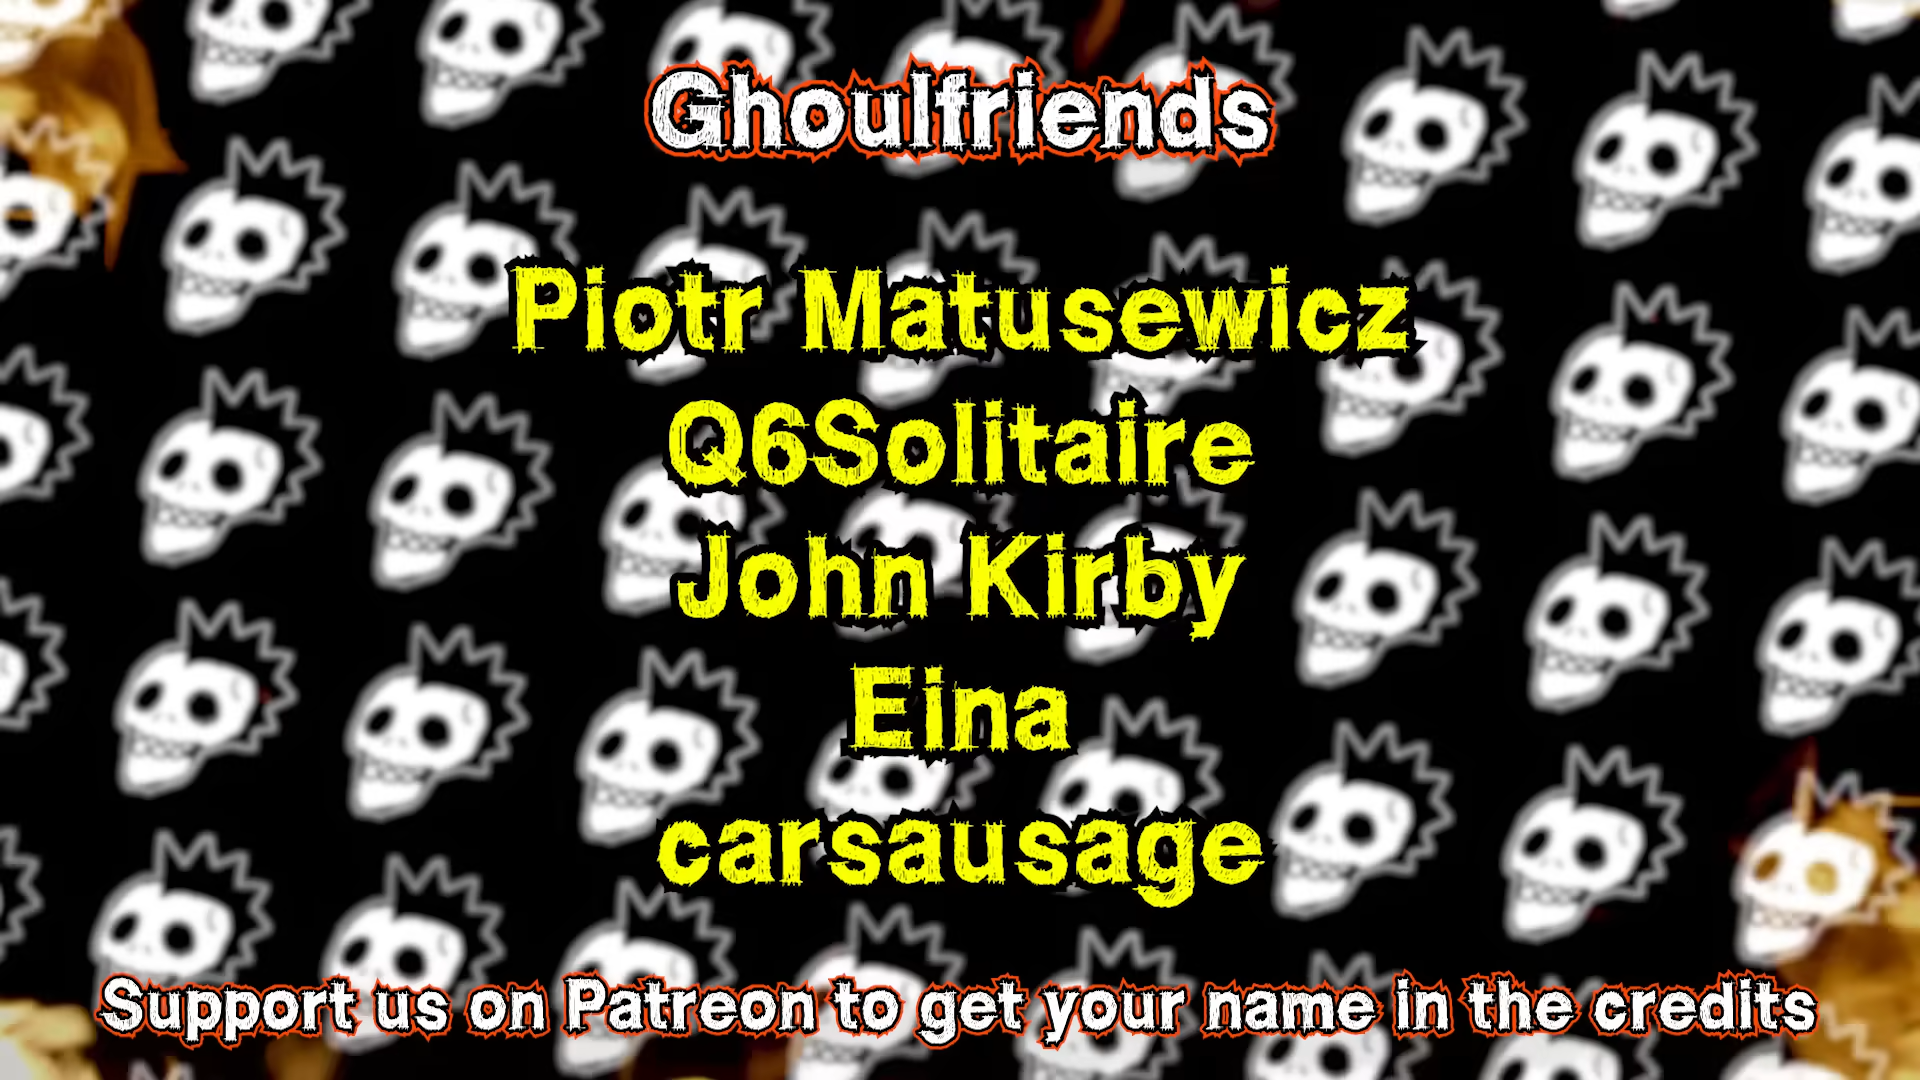 Ghoulfriends
Piotr Matusewicz
Q6Solitaire
John Kirby
Eina
carsausage
Support us on Patreon to get your name in the credits